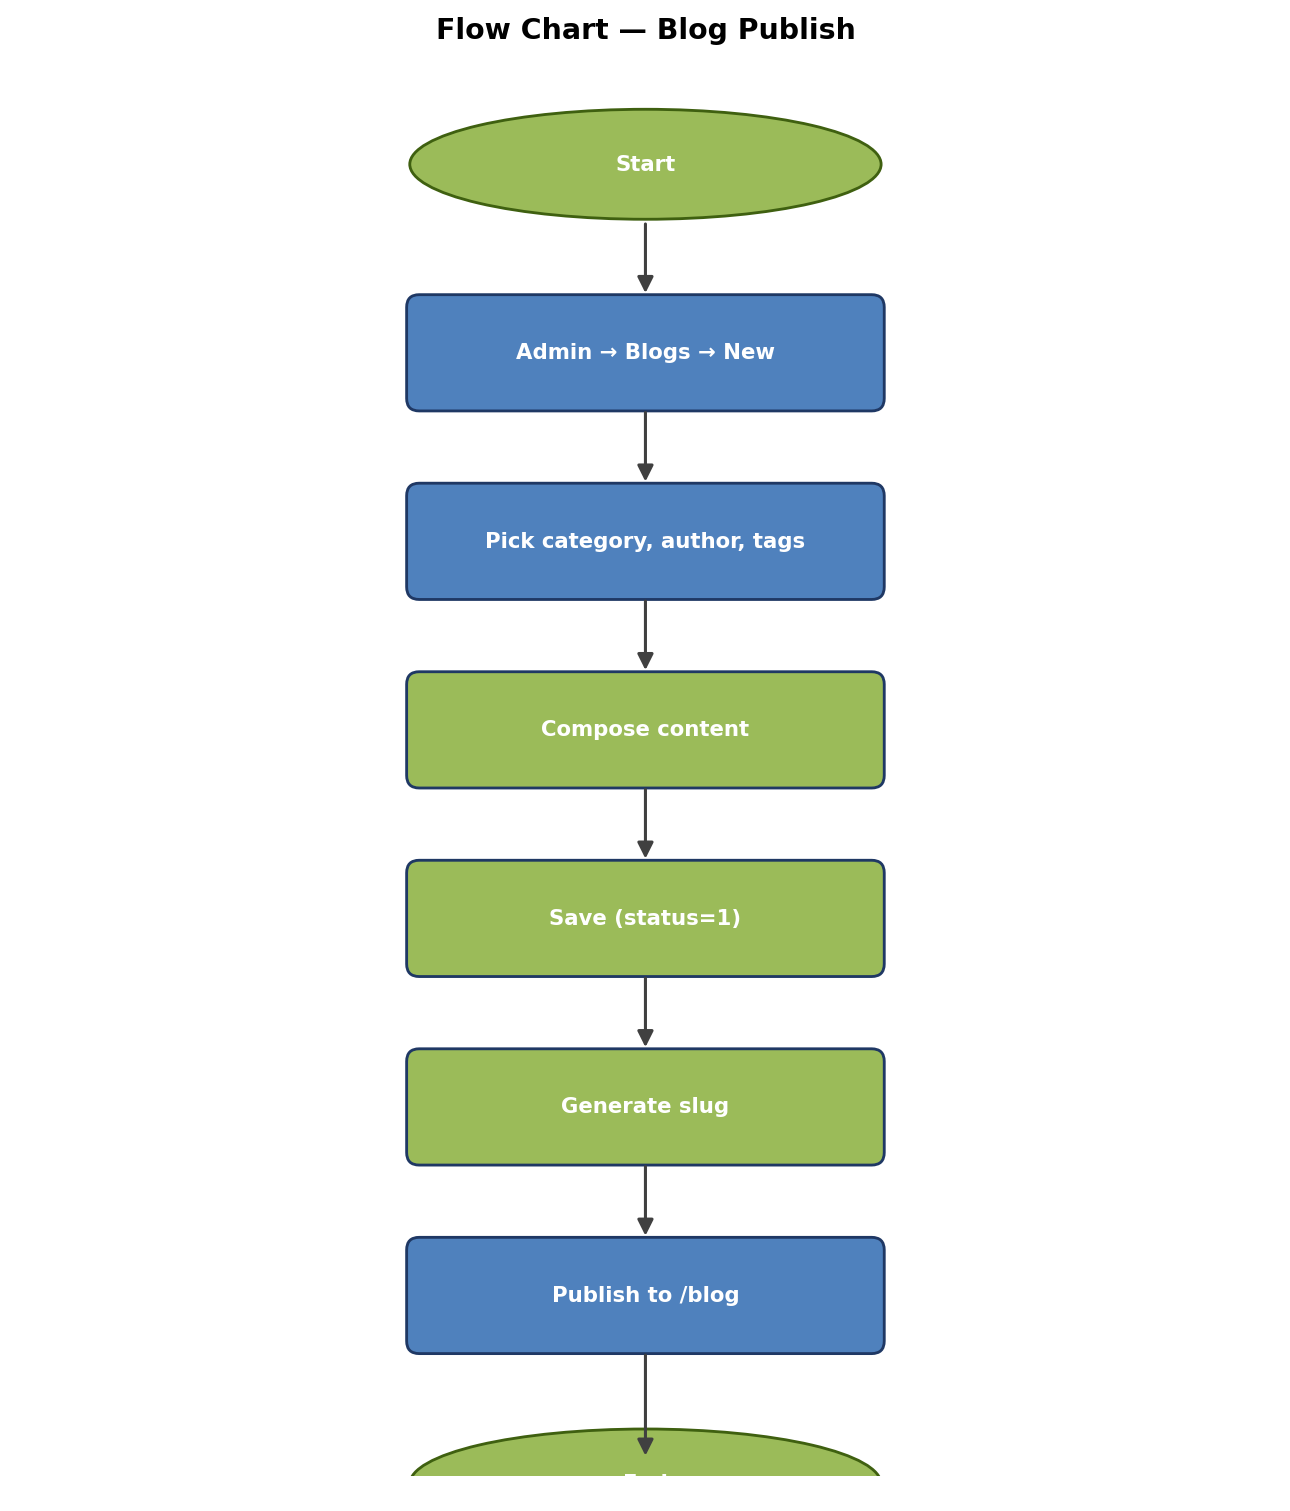 Flow Chart — Blog Publish
Start
Admin → Blogs → New
Pick category, author, tags
Compose content
Save (status=1)
Generate slug
Publish to /blog